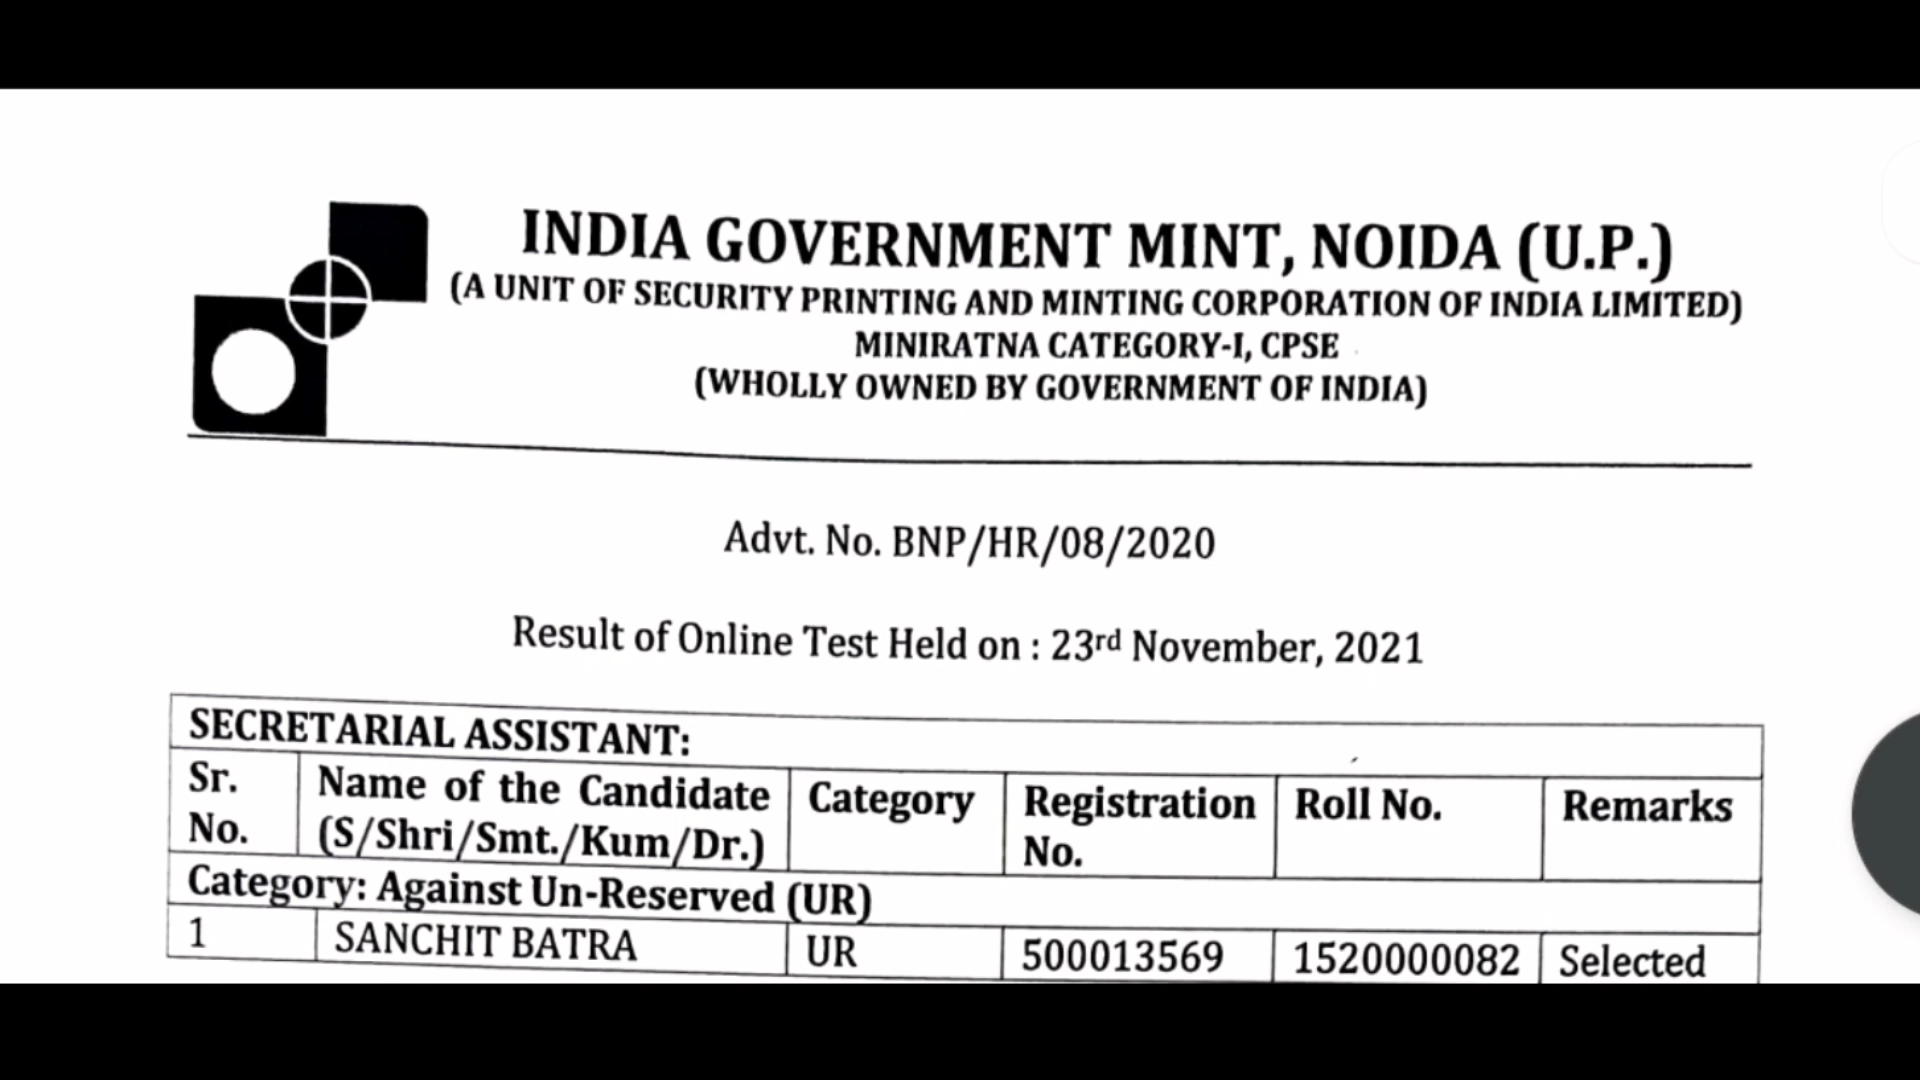 INDIA GOVERNMENT MINT, NOIDA (U.P.)
(A UNIT OF SECURITY PRINTING AND MINTING CORPORATION OF INDIA LIMITED)
MINIRATNA CATEGORY-I, CPSE
(WHOLLY OWNED BY GOVERNMENT OF INDIA)
Advt. No. BNP/HR/08/2020
Result of Online Test Held on : 23rd November, 2021
SECRETARIAL ASSISTANT:
Sr. No. Name of the Candidate (S/Shri/Smt./Kum/Dr.) Category Registration No. Roll No. Remarks
Category: Against Un-Reserved (UR)
1 SANCHIT BATRA UR 500013569 1520000082 Selected